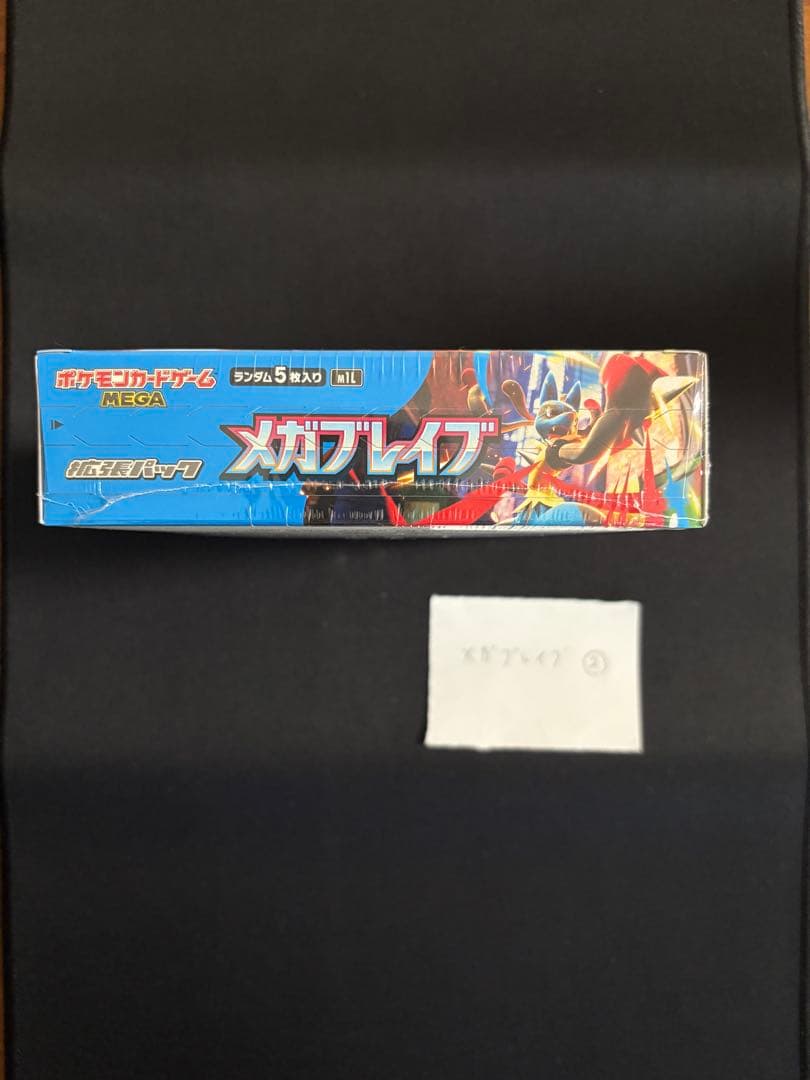 ポケモンカードゲーム
MEGA
ランダム5枚入り M1L
拡張パック
メガブレイブ
メガブレイブ ②